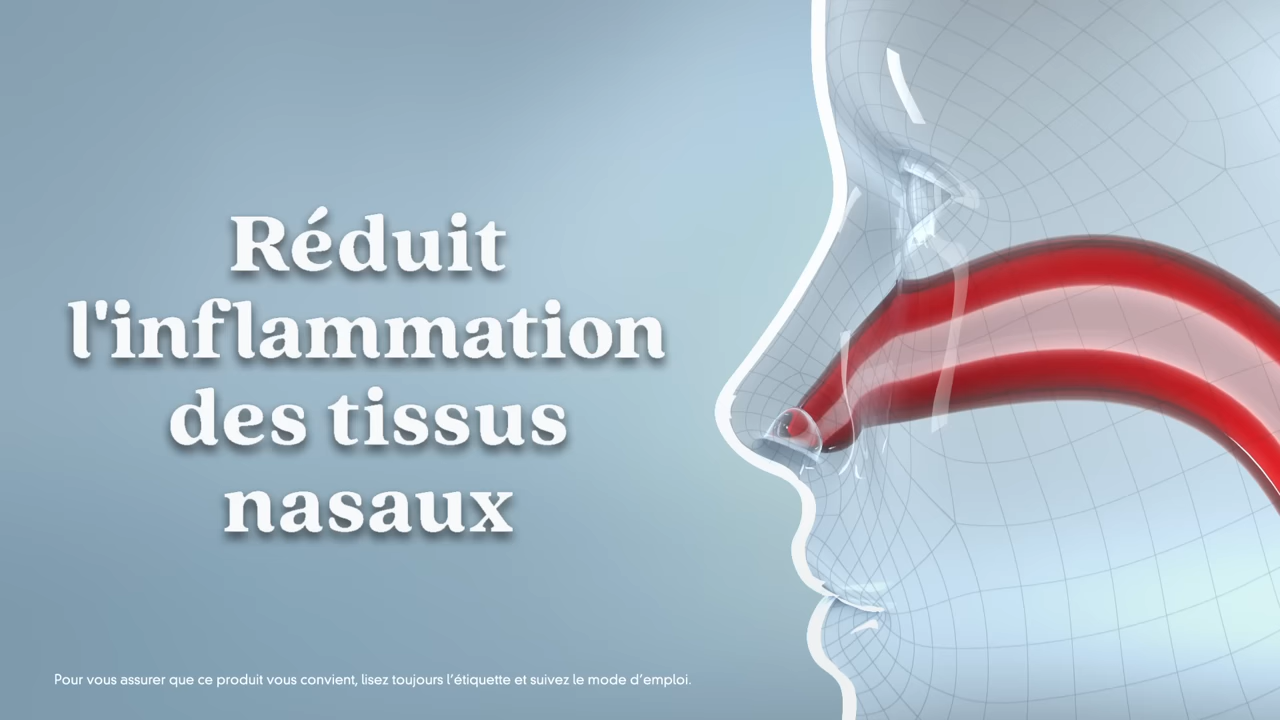 Réduit
l'inflammation
des tissus
nasaux
Pour vous assurer que ce produit vous convient, lisez toujours l’étiquette et suivez le mode d’emploi.